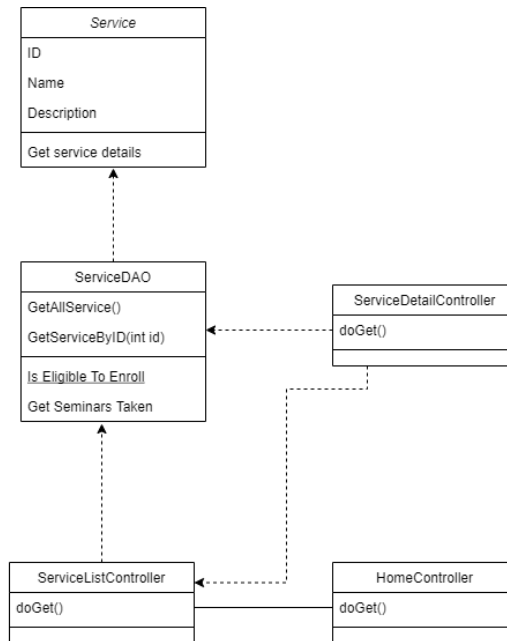 Service
ID
Name
Description
Get service details
ServiceDAO
GetAllService()
GetServiceByID(int id)
Is Eligible To Enroll
Get Seminars Taken
ServiceDetailController
doGet()
ServiceListController
doGet()
HomeController
doGet()